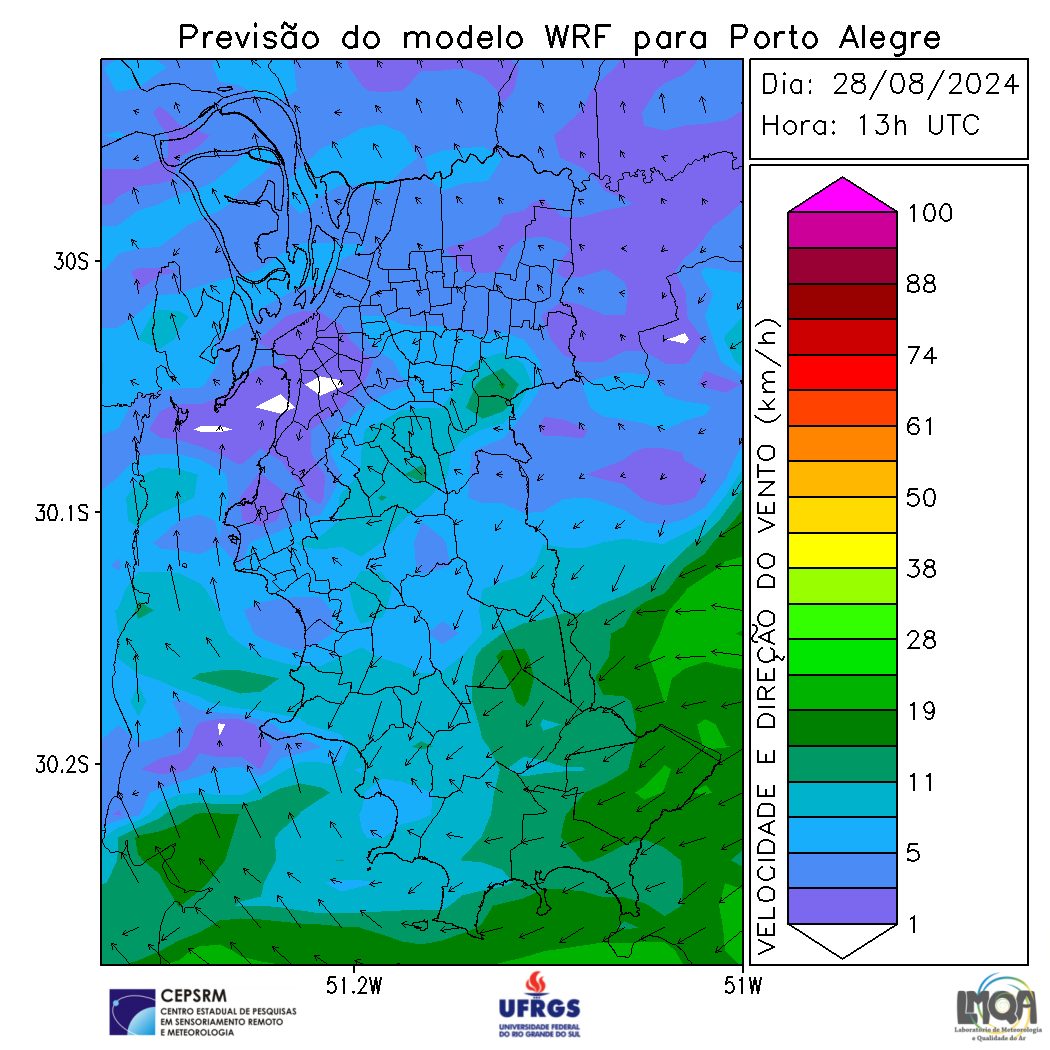 Previsão do modelo WRF para Porto Alegre
Dia: 28/08/2024
Hora: 13h UTC
30S
30.1S
30.2S
51.2W
51W
VELOCIDADE E DIREÇÃO DO VENTO (km/h)
100
88
74
61
50
38
28
19
11
5
1
CEPSRM
CENTRO ESTADUAL DE PESQUISAS
EM SENSORIAMENTO REMOTO
E METEOROLOGIA
UFRGS
UNIVERSIDADE FEDERAL
DO RIO GRANDE DO SUL
LMQA
Laboratório de Meteorologia
e Qualidade do Ar